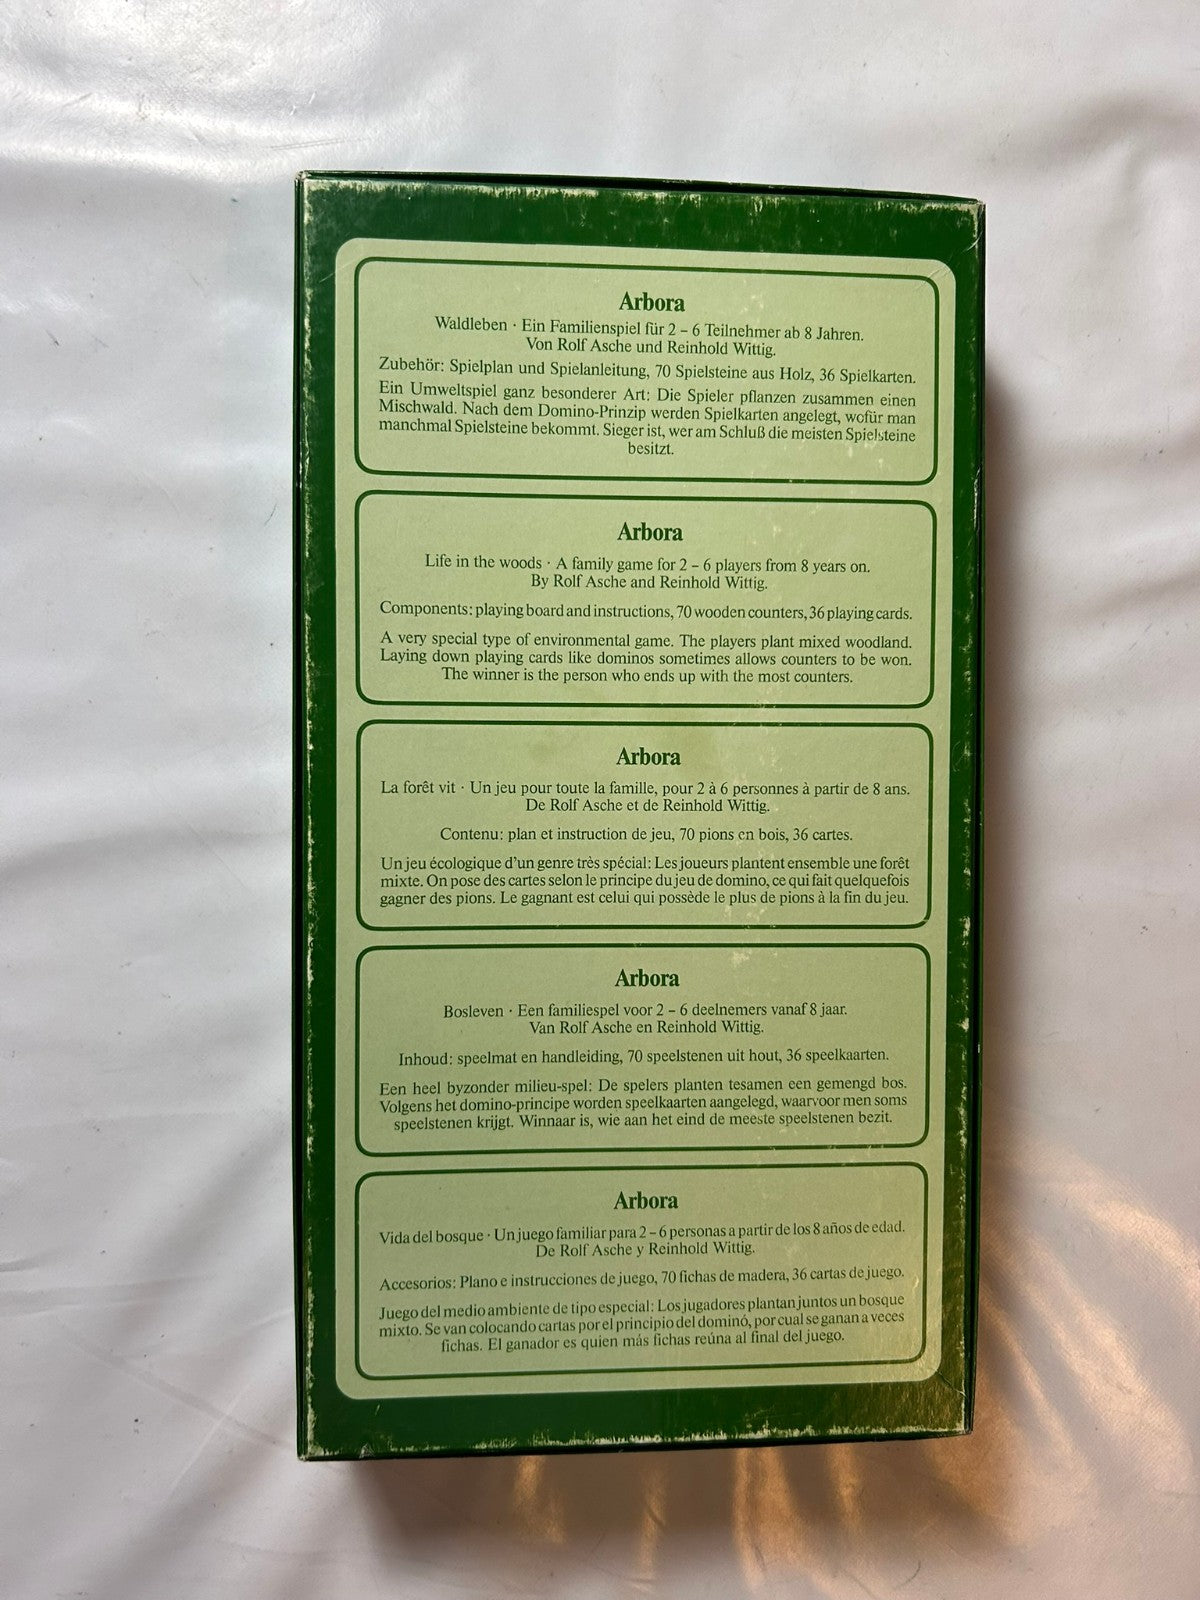 Arbora
Waldleben · Ein Familienspiel für 2 – 6 Teilnehmer ab 8 Jahren.
Von Rolf Asche und Reinhold Wittig.
Zubehör: Spielplan und Spielanleitung, 70 Spielsteine aus Holz, 36 Spielkarten.
Ein Umweltspiel ganz besonderer Art: Die Spieler pflanzen zusammen einen
Mischwald. Nach dem Domino-Prinzip werden Spielkarten angelegt, wofür man
manchmal Spielsteine bekommt. Sieger ist, wer am Schluß die meisten Spielsteine
besitzt.
Arbora
Life in the woods · A family game for 2 – 6 players from 8 years on.
By Rolf Asche and Reinhold Wittig.
Components: playing board and instructions, 70 wooden counters, 36 playing cards.
A very special type of environmental game. The players plant mixed woodland.
Laying down playing cards like dominos sometimes allows counters to be won.
The winner is the person who ends up with the most counters.
Arbora
La forêt vit · Un jeu pour toute la famille, pour 2 à 6 personnes à partir de 8 ans.
De Rolf Asche et de Reinhold Wittig.
Contenu: plan et instruction de jeu, 70 pions en bois, 36 cartes.
Un jeu écologique d'un genre très spécial: Les joueurs plantent ensemble une forêt
mixte. On pose des cartes selon le principe du jeu de domino, ce qui fait quelquefois
gagner des pions. Le gagnant est celui qui possède le plus de pions à la fin du jeu.
Arbora
Bosleven · Een familiespel voor 2 – 6 deelnemers vanaf 8 jaar.
Van Rolf Asche en Reinhold Wittig.
Inhoud: speelmat en handleiding, 70 speelstenen uit hout, 36 speelkaarten.
Een heel byzonder milieu-spel: De spelers planten tesamen een gemengd bos.
Volgens het domino-principe worden speelkaarten aangelegd, waarvoor men soms
speelstenen krijgt. Winnaar is, wie aan het eind de meeste speelstenen bezit.
Arbora
Vida del bosque · Un juego familiar para 2 – 6 personas a partir de los 8 años de edad.
De Rolf Asche y Reinhold Wittig.
Accesorios: Plano e instrucciones de juego, 70 fichas de madera, 36 cartas de juego.
Juego del medio ambiente de tipo especial: Los jugadores plantan juntos un bosque
mixto. Se van colocando cartas por el principio del dominó, por cual se ganan a veces
fichas. El ganador es quien más fichas reúna al final del juego.